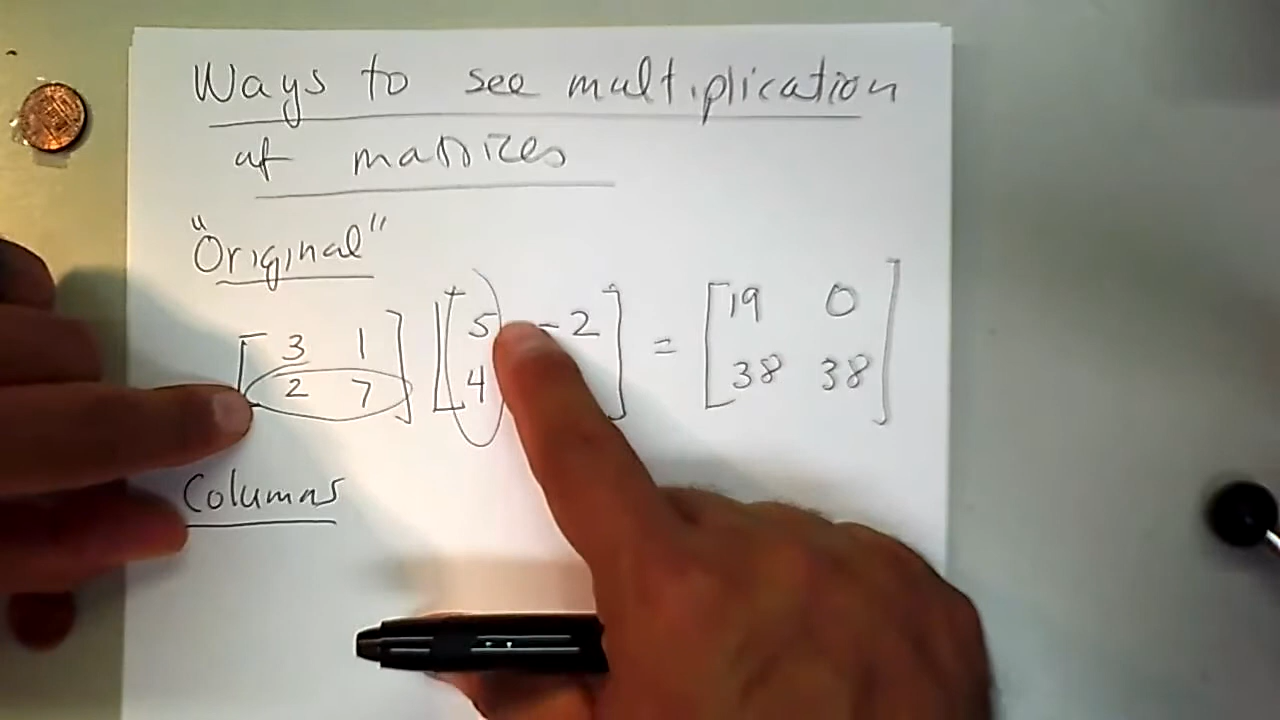 Ways to see multiplication
of matrices
"Original"
[3 1] [5 -2] = [19 0]
[2 7] [4 ] [38 38]
Columns